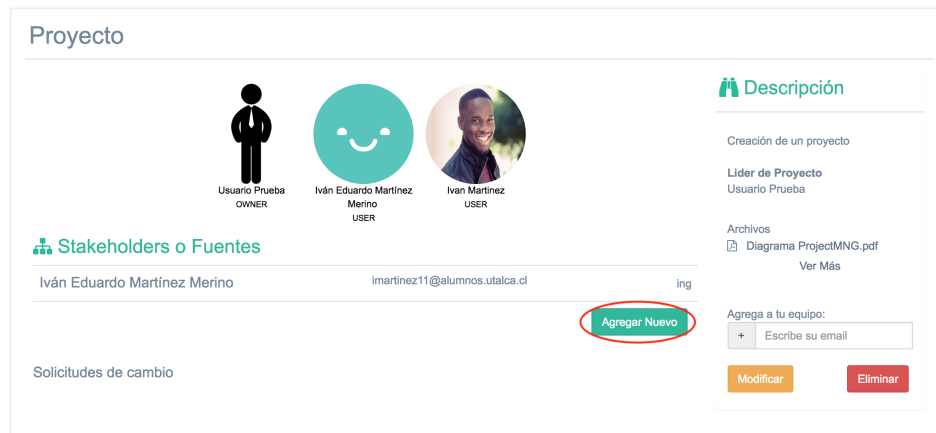 Proyecto
Usuario Prueba
OWNER
Iván Eduardo Martínez
Merino
USER
Ivan Martinez
USER
Stakeholders o Fuentes
Iván Eduardo Martínez Merino imartinez11@alumnos.utalca.cl ing
Agregar Nuevo
Solicitudes de cambio
Descripción
Creación de un proyecto
Lider de Proyecto
Usuario Prueba
Archivos
Diagrama ProjectMNG.pdf
Ver Más
Agrega a tu equipo:
+ Escribe su email
Modificar Eliminar